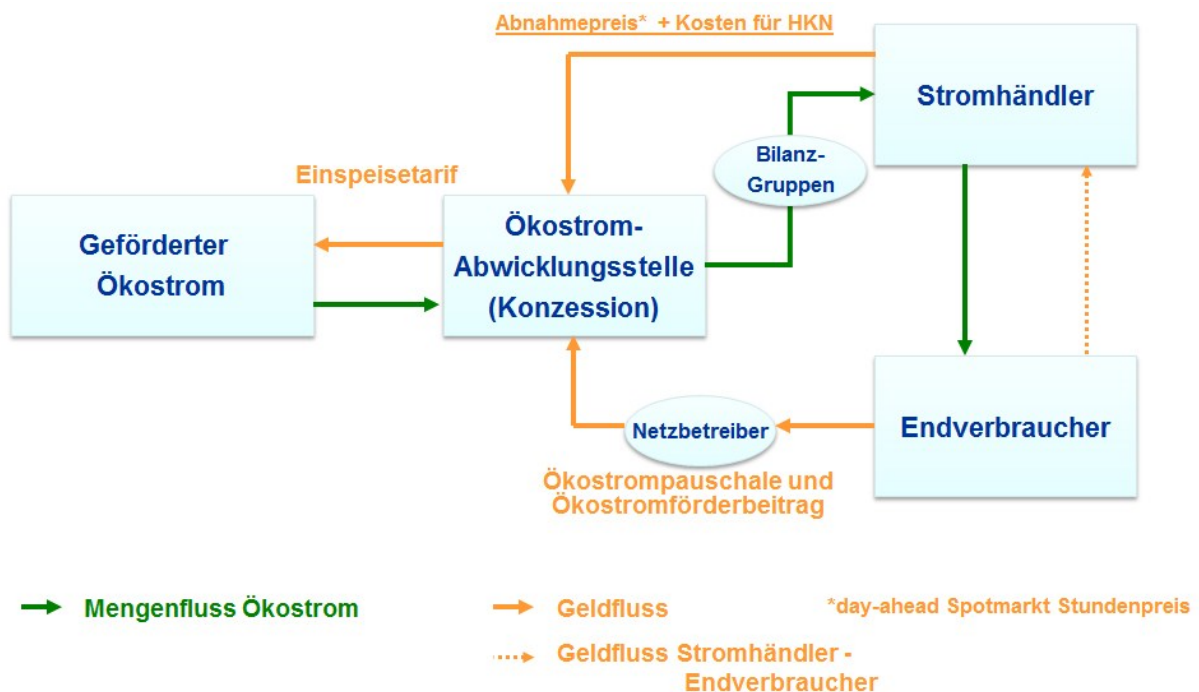 Abnahmepreis* + Kosten für HKN
Stromhändler
Bilanz-
Gruppen
Einspeisetarif
Geförderter
Ökostrom
Ökostrom-
Abwicklungsstelle
(Konzession)
Netzbetreiber
Endverbraucher
Ökostrompauschale und
Ökostromförderbeitrag
Mengenfluss Ökostrom
Geldfluss
*day-ahead Spotmarkt Stundenpreis
Geldfluss Stromhändler -
Endverbraucher